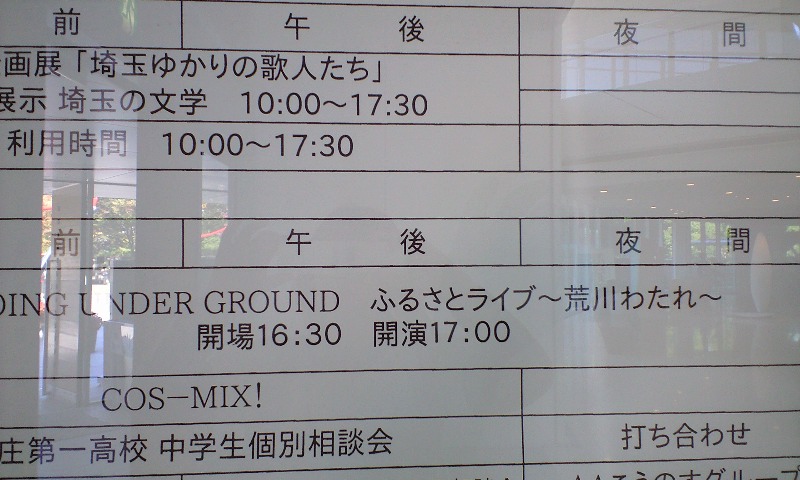 前 午 後 夜 間
画展「埼玉ゆかりの歌人たち」
展示 埼玉の文学 10:00～17:30
利用時間 10:00～17:30
前 午 後 夜 間
DING UNDER GROUND ふるさとライブ～荒川わたれ～
開場16:30 開演17:00
COS－MIX!
庄第一高校 中学生個別相談会 打ち合わせ